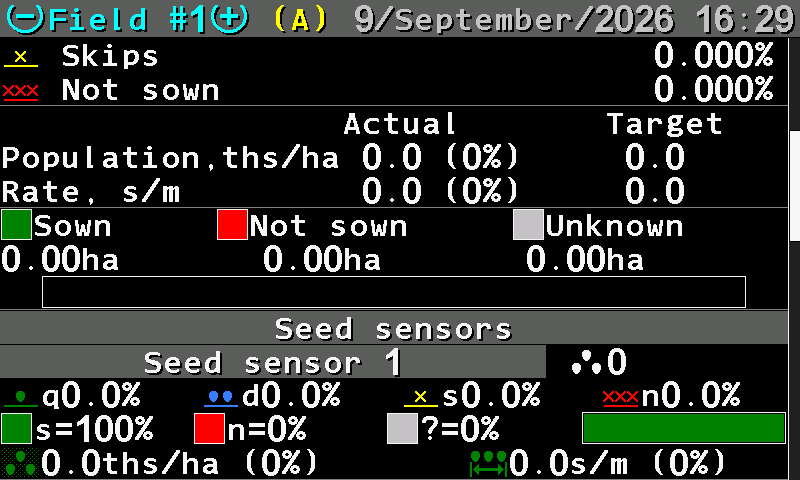 Field #1 (A) 9/September/2026 16:29
Skips 0.000%
Not sown 0.000%
Actual Target
Population,ths/ha 0.0 (0%) 0.0
Rate, s/m 0.0 (0%) 0.0
Sown Not sown Unknown
0.00ha 0.00ha 0.00ha
Seed sensors
Seed sensor 1 0
q0.0% d0.0% s0.0% n0.0%
s=100% n=0% ?=0%
0.0ths/ha (0%) 0.0s/m (0%)